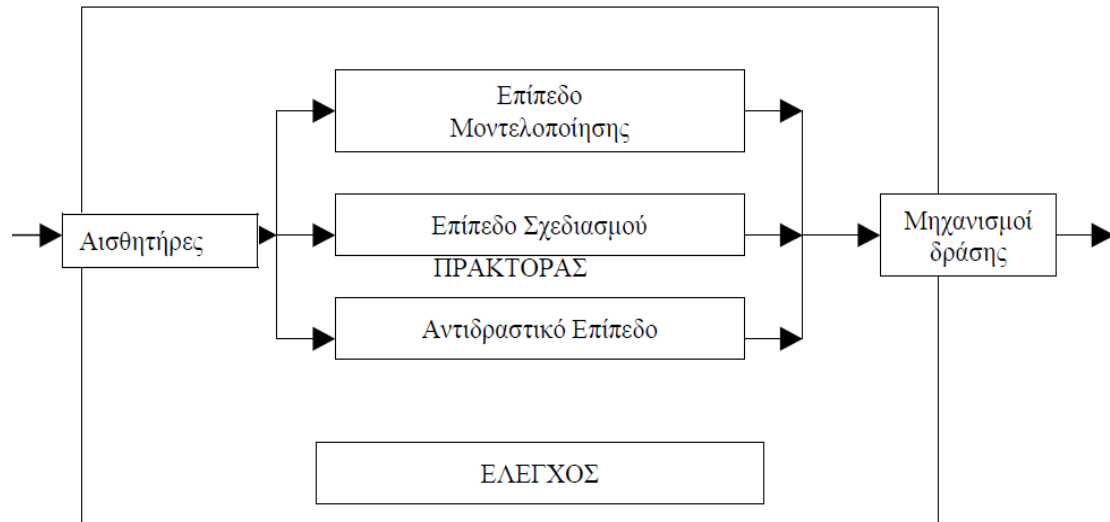 Επίπεδο
Μοντελοποίησης
Αισθητήρες
Επίπεδο Σχεδιασμού
Μηχανισμοί
δράσης
ΠΡΑΚΤΟΡΑΣ
Αντιδραστικό Επίπεδο
ΕΛΕΓΧΟΣ